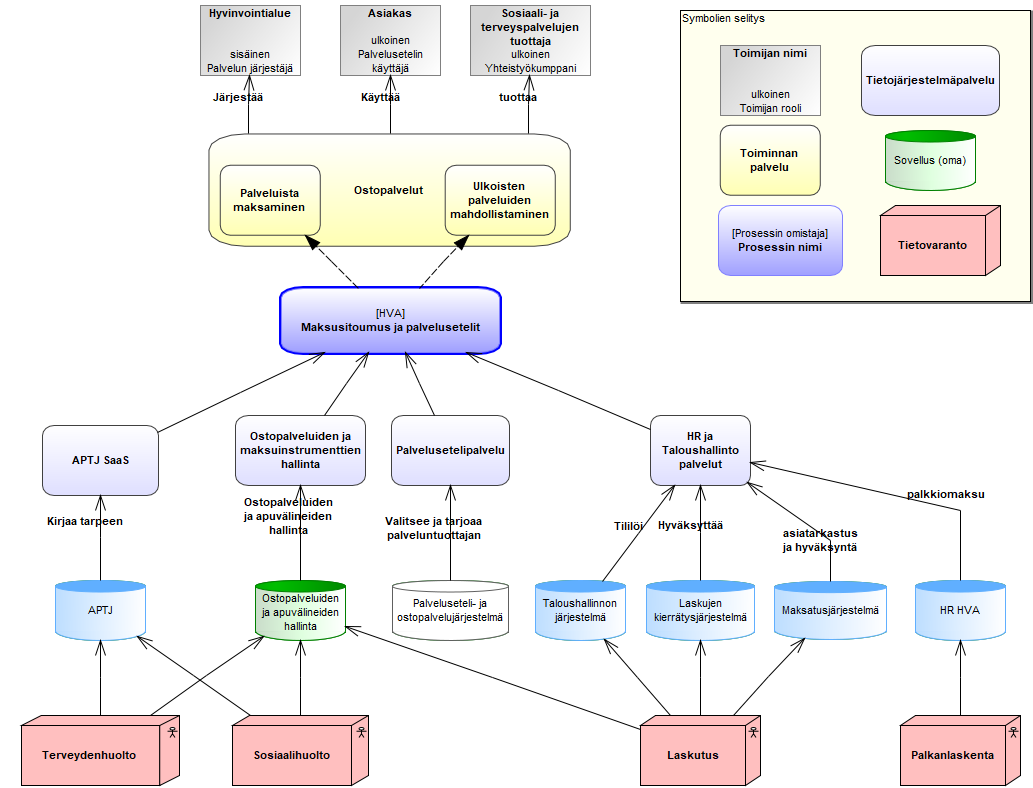 Hyvinvointialue
sisäinen
Palvelun järjestäjä
Asiakas
ulkoinen
Palvelusetelin
käyttäjä
Sosiaali- ja
terveyspalvelujen
tuottaja
ulkoinen
Yhteistyökumppani
Järjestää
Käyttää
tuottaa
Palveluista
maksaminen
Ostopalvelut
Ulkoisten
palveluiden
mahdollistaminen
[HVA]
Maksusitoumus ja palvelusetelit
Symbolien selitys
Toimijan nimi
ulkoinen
Toimijan rooli
Tietojärjestelmäpalvelu
Toiminnan
palvelu
Sovellus (oma)
[Prosessin omistaja]
Prosessin nimi
Tietovaranto
APTJ SaaS
Ostopalveluiden ja
maksuinstrumenttien
hallinta
Palvelusetelipalvelu
HR ja
Taloushallinto
palvelut
Kirjaa tarpeen
Ostopalveluiden
ja apuvälineiden
hallinta
Valitsee ja tarjoaa
palveluntuottajan
Tililöi
Hyväksyttää
asiatarkastus
ja hyväksyntä
palkkiomaksu
APTJ
Ostopalveluiden
ja apuvälineiden
hallinta
Palveluseteli- ja
ostopalvelujärjestelmä
Taloushallinnon
järjestelmä
Laskujen
kierrätysjärjestelmä
Maksatusjärjestelmä
HR HVA
Terveydenhuolto
Sosiaalihuolto
Laskutus
Palkanlaskenta